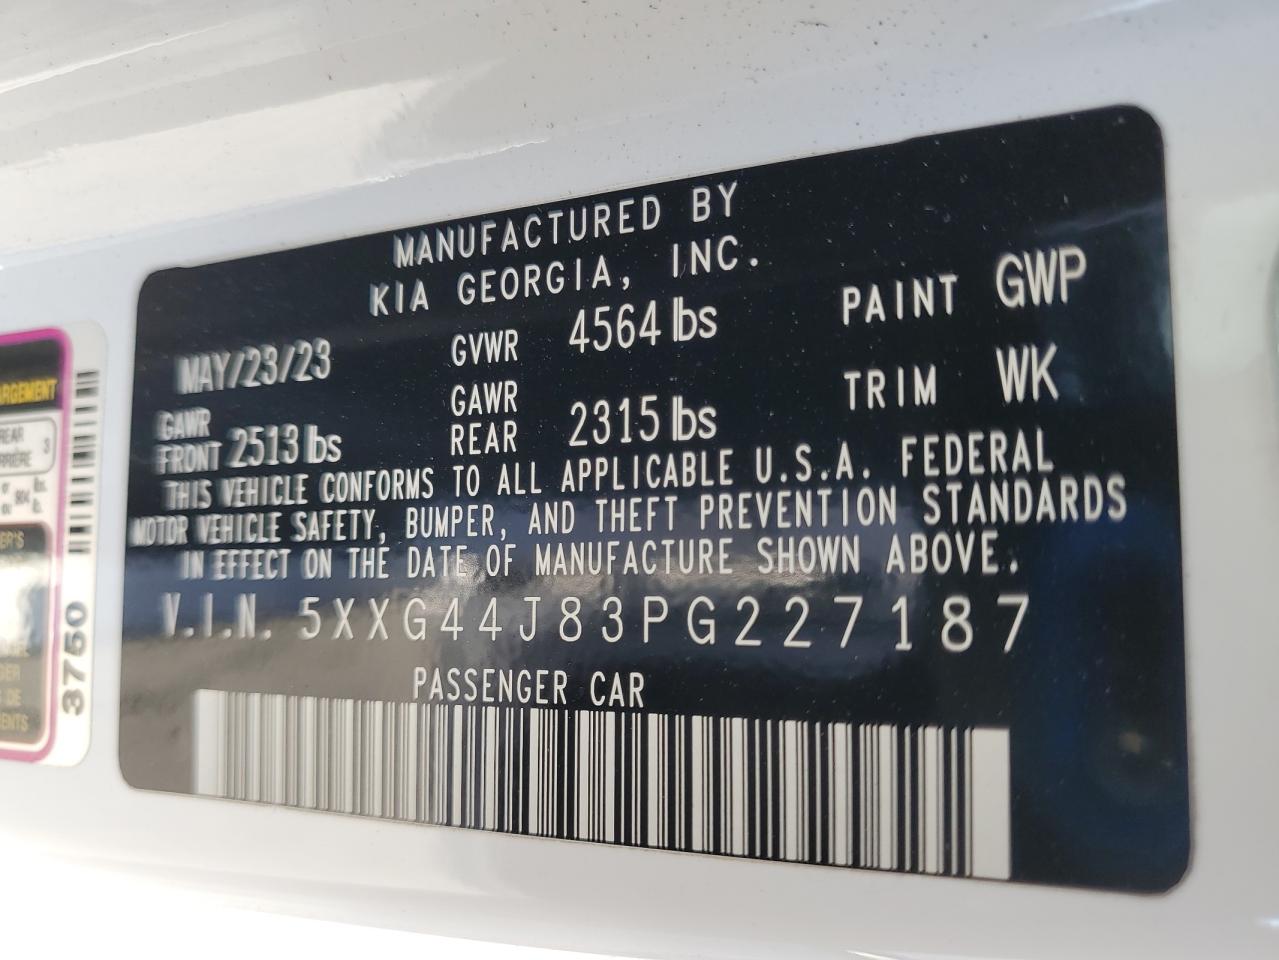 MANUFACTURED BY
KIA GEORGIA, INC.
MAY/23/23 GVWR 4564 lbs PAINT GWP
GAWR FRONT 2513 lbs GAWR REAR 2315 lbs TRIM WK
THIS VEHICLE CONFORMS TO ALL APPLICABLE U.S.A. FEDERAL
MOTOR VEHICLE SAFETY, BUMPER, AND THEFT PREVENTION STANDARDS
IN EFFECT ON THE DATE OF MANUFACTURE SHOWN ABOVE.
V.I.N. 5XXG44J83PG227187
PASSENGER CAR
REAR
3
3750